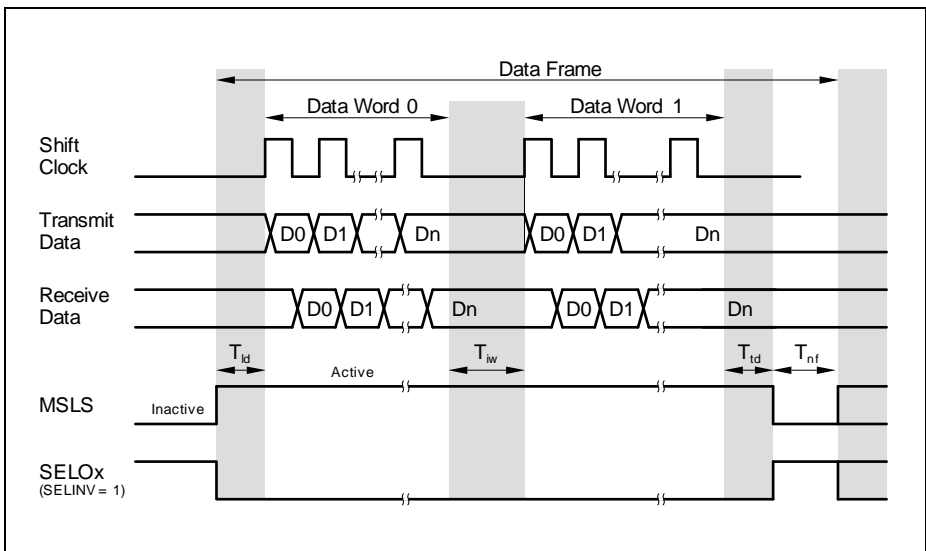 Data Frame
Data Word 0
Data Word 1
Shift
Clock
Transmit
Data
D0
D1
Dn
D0
D1
Dn
Receive
Data
D0
D1
Dn
D0
D1
Dn
Tld
Tiw
Ttd
Tnf
Active
MSLS
Inactive
SELOx
(SELINV = 1)